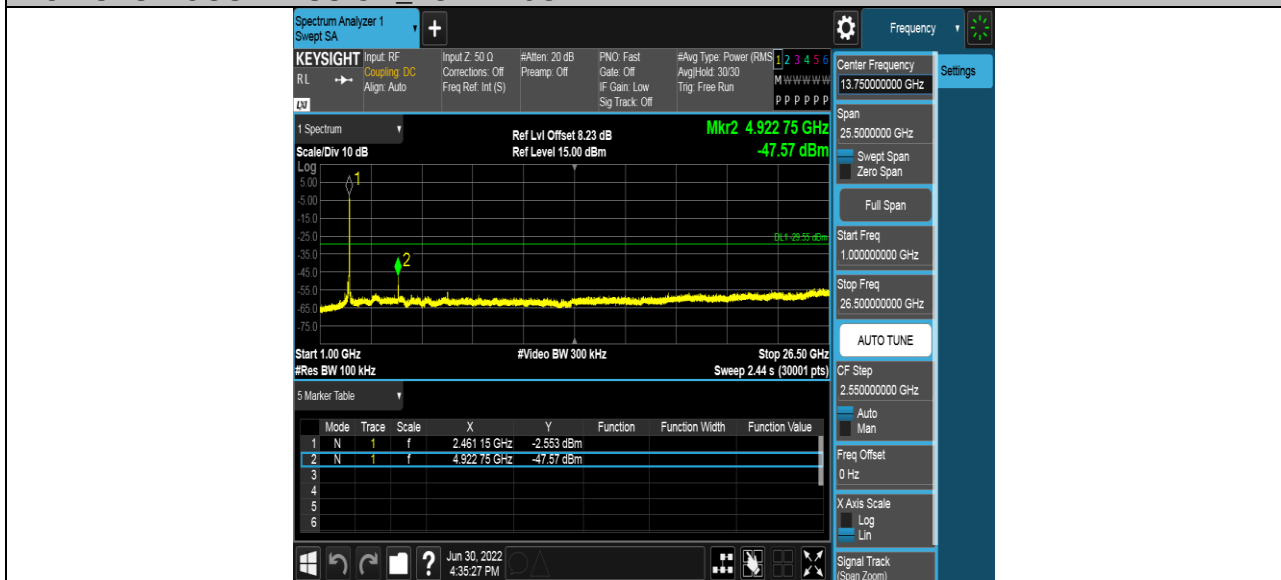 Spectrum Analyzer 1
Swept SA
+
Frequency
KEYSIGHT
RL
LXI
Input: RF
Coupling: DC
Align: Auto
Input Z: 50 Ω
Corrections: Off
Freq Ref: Int (S)
#Atten: 20 dB
Preamp: Off
PNO: Fast
Gate: Off
IF Gain: Low
Sig Track: Off
#Avg Type: Power (RMS
Avg|Hold: 30/30
Trig: Free Run
1 2 3 4 5 6
M W W W W W
P P P P P P
1 Spectrum
Scale/Div 10 dB
Ref Lvl Offset 8.23 dB
Ref Level 15.00 dBm
Mkr2 4.922 75 GHz
-47.57 dBm
Log
5.00
-5.00
-15.0
-25.0
-35.0
-45.0
-55.0
-65.0
-75.0
1
2
DL1 -29.55 dBm
Start 1.00 GHz
#Res BW 100 kHz
#Video BW 300 kHz
Stop 26.50 GHz
Sweep 2.44 s (30001 pts)
5 Marker Table
Mode Trace Scale X Y Function Function Width Function Value
1 N 1 f 2.461 15 GHz -2.553 dBm
2 N 1 f 4.922 75 GHz -47.57 dBm
3
4
5
6
?
Jun 30, 2022
4:35:27 PM
Center Frequency
13.750000000 GHz
Settings
Span
25.5000000 GHz
Swept Span
Zero Span
Full Span
Start Freq
1.000000000 GHz
Stop Freq
26.500000000 GHz
AUTO TUNE
CF Step
2.550000000 GHz
Auto
Man
Freq Offset
0 Hz
X Axis Scale
Log
Lin
Signal Track
(Span Zoom)